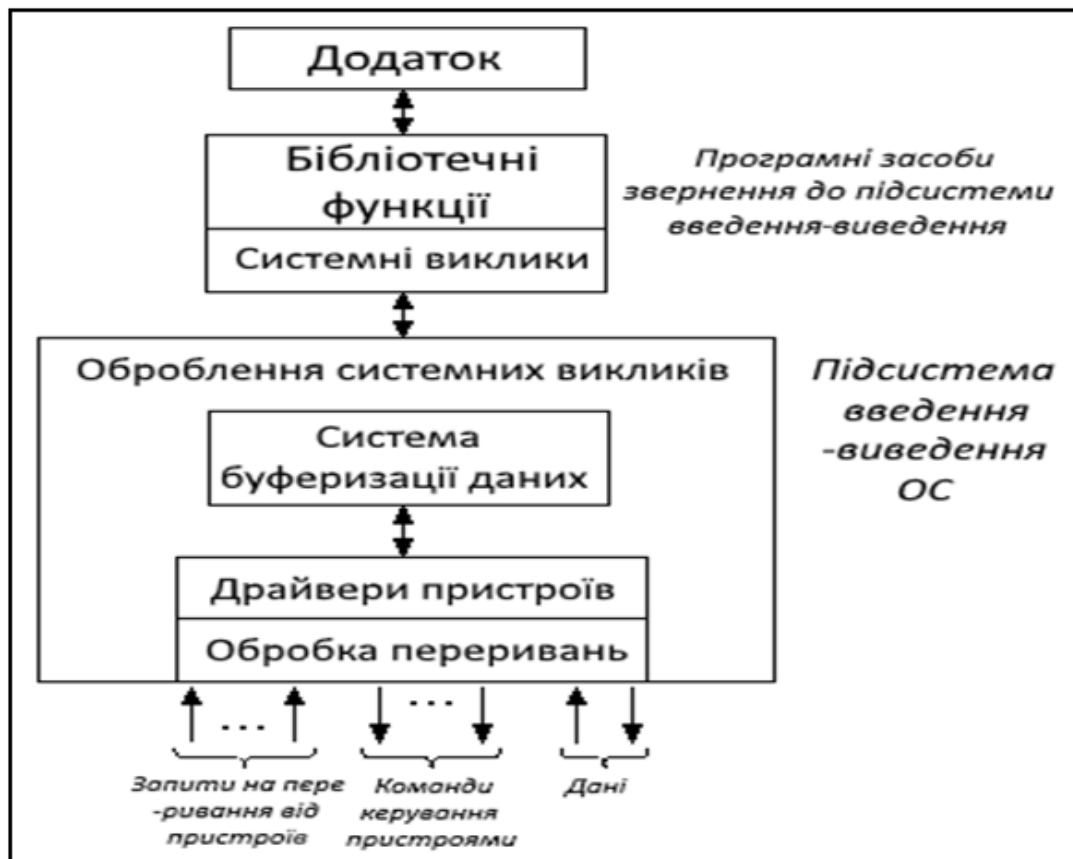 Додаток
Бібліотечні
функції
Системні виклики
Програмні засоби
звернення до підсистеми
введення-виведення
Оброблення системних викликів
Система
буферизації даних
Драйвери пристроїв
Обробка переривань
Підсистема
введення
-виведення
ОС
...
...
Запити на пере
-ривання від
пристроїв
Команди
керування
пристроями
Дані